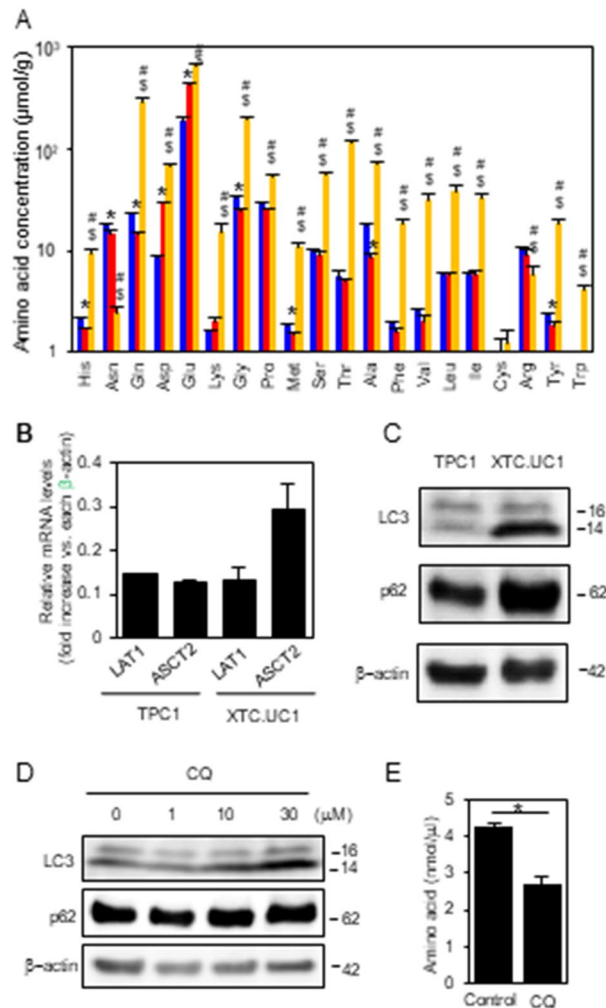 A
Amino acid concentration (μmol/g)
10³
10²
10
1
His
Asn
Gln
Asp
Glu
Lys
Gly
Pro
Met
Ser
Thr
Ala
Phe
Val
Leu
Ile
Cys
Arg
Tyr
Trp
B
Relative mRNA levels
(fold increase vs. each β-actin)
0.4
0.3
0.2
0.1
0
LAT1
ASCT2
LAT1
ASCT2
TPC1
XTC.UC1
C
TPC1 XTC.UC1
LC3
-16
-14
p62
-62
β-actin
-42
D
CQ
0 1 10 30 (μM)
LC3
-16
-14
p62
-62
β-actin
-42
E
Amino acid (nmol/μl)
5
4
3
2
1
0
*
Control CQ